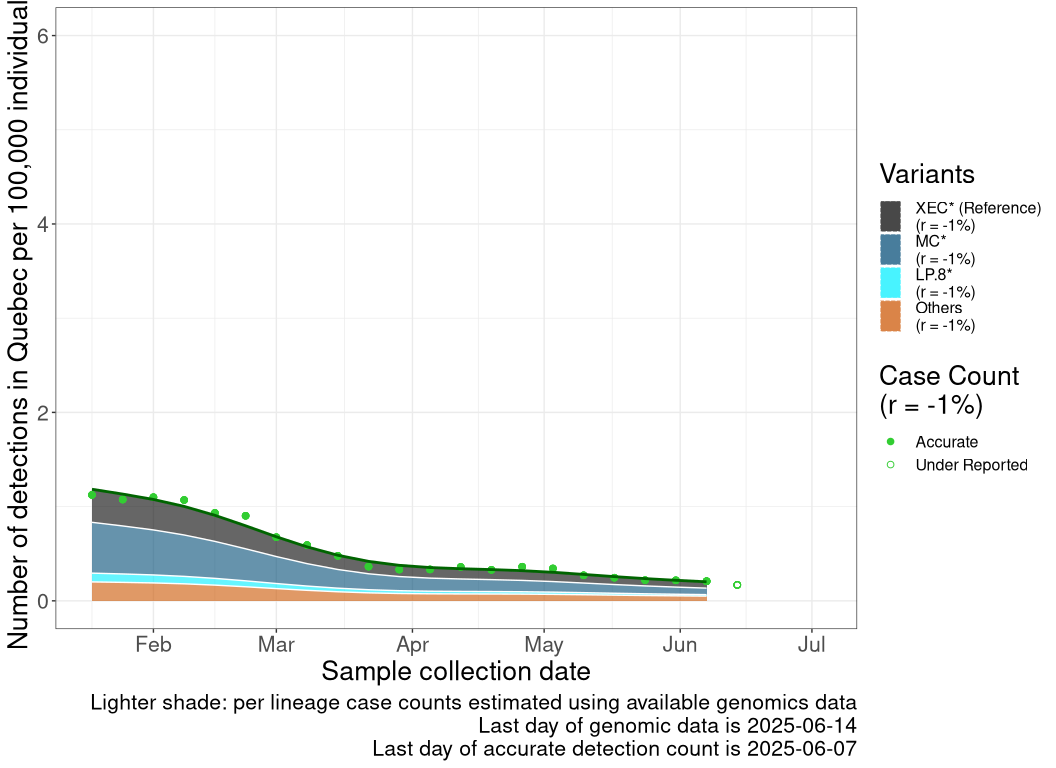 Number of detections in Quebec per 100,000 individual
6
4
2
0
Feb
Mar
Apr
May
Jun
Jul
Sample collection date
Lighter shade: per lineage case counts estimated using available genomics data
Last day of genomic data is 2025-06-14
Last day of accurate detection count is 2025-06-07
Variants
XEC* (Reference)
(r = -1%)
MC*
(r = -1%)
LP.8*
(r = -1%)
Others
(r = -1%)
Case Count
(r = -1%)
Accurate
Under Reported